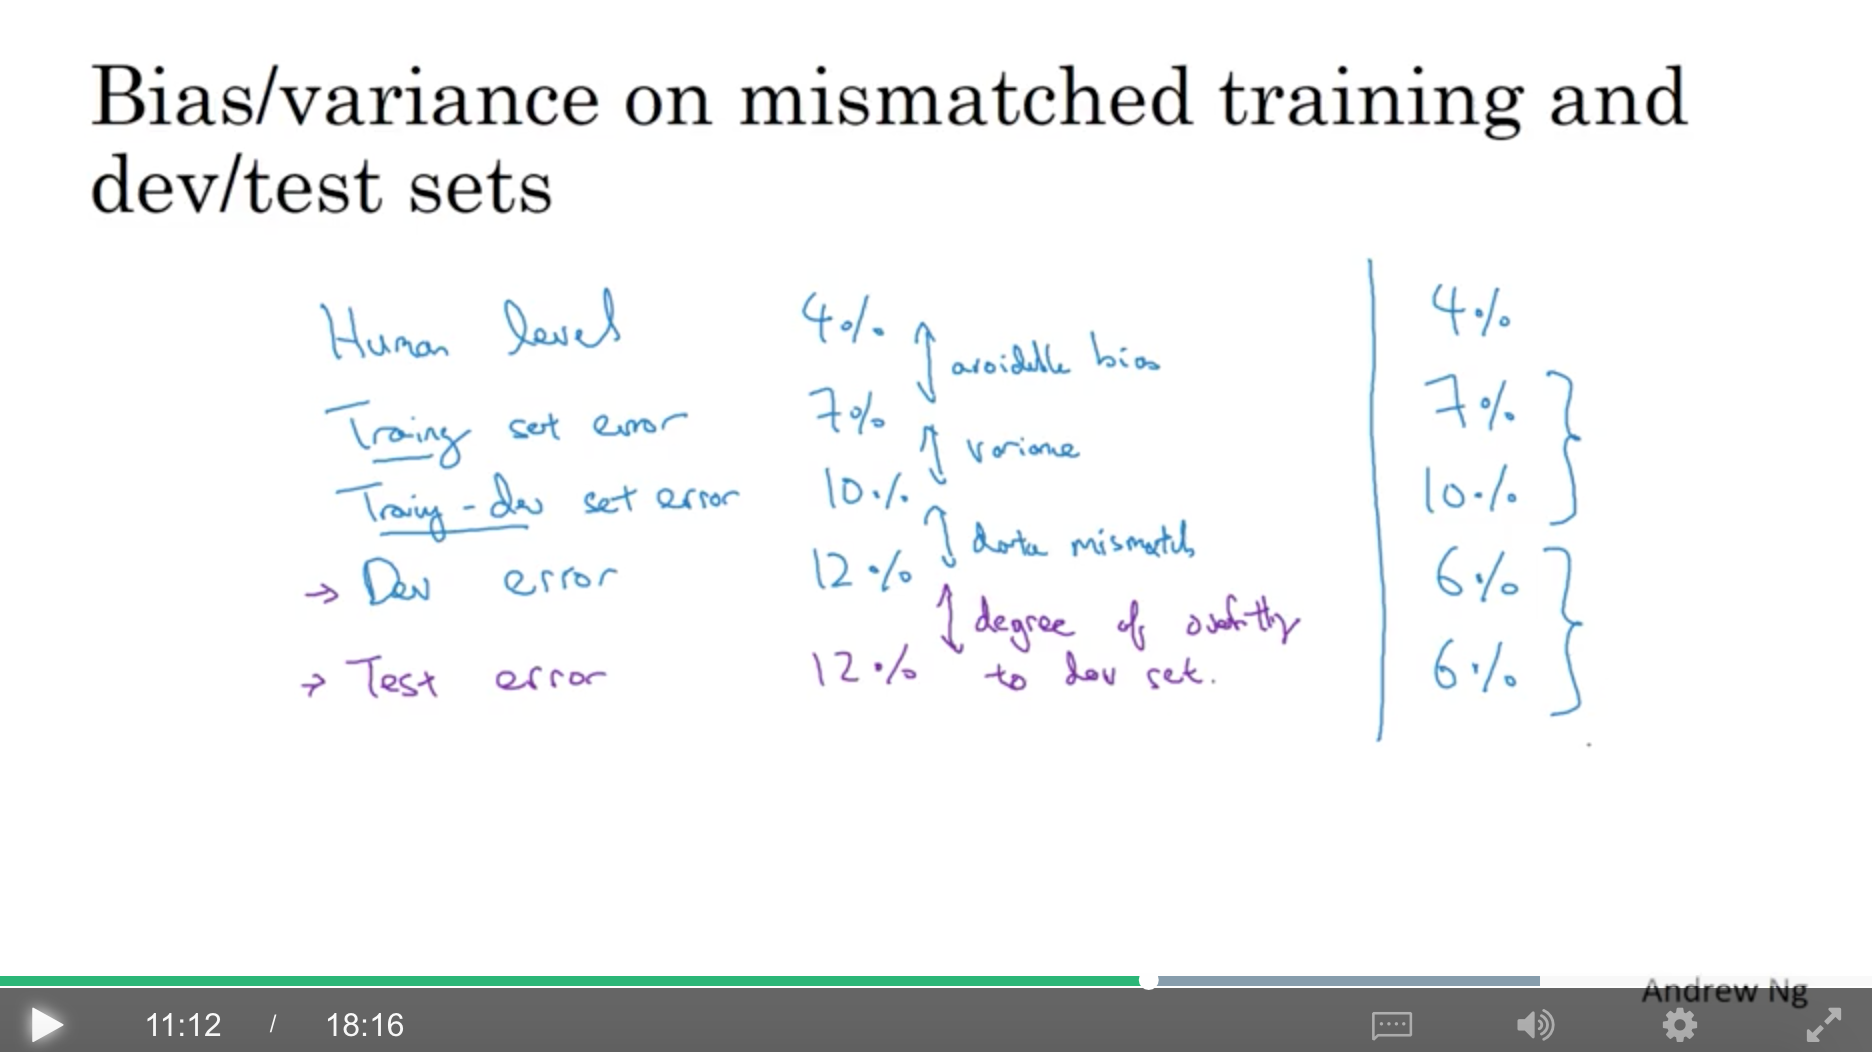 Bias/variance on mismatched training and
dev/test sets
Human level 4% 4%
avoidable bias
Training set error 7% 7%
variance
Training-dev set error 10% 10%
data mismatch
→ Dev error 12% 6%
degree of overfitting
→ Test error 12% to dev set. 6%
Andrew Ng
11:12 / 18:16